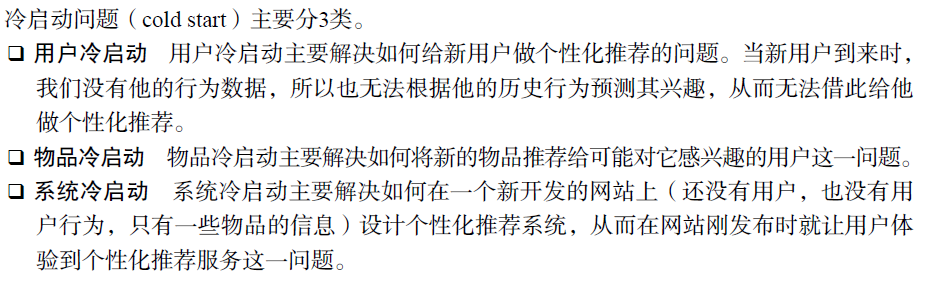 冷启动问题（cold start）主要分3类。
❑ 用户冷启动　用户冷启动主要解决如何给新用户做个性化推荐的问题。当新用户到来时，
我们没有他的行为数据，所以也无法根据他的历史行为预测其兴趣，从而无法借此给他
做个性化推荐。
❑ 物品冷启动　物品冷启动主要解决如何将新的物品推荐给可能对它感兴趣的用户这一问题。
❑ 系统冷启动　系统冷启动主要解决如何在一个新开发的网站上（还没有用户，也没有用
户行为，只有一些物品的信息）设计个性化推荐系统，从而在网站刚发布时就让用户体
验到个性化推荐服务这一问题。